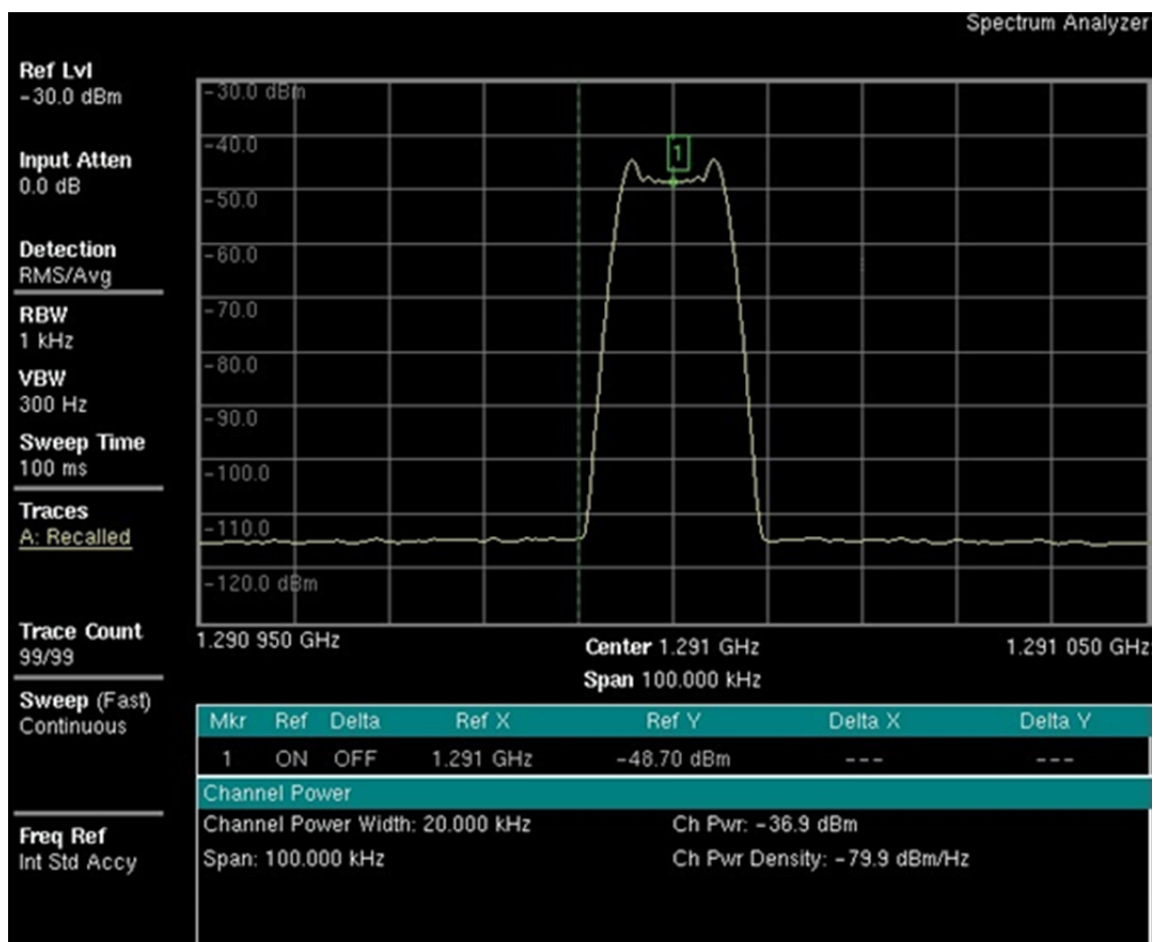 Spectrum Analyzer
Ref Lvl
-30.0 dBm
Input Atten
0.0 dB
Detection
RMS/Avg
RBW
1 kHz
VBW
300 Hz
Sweep Time
100 ms
Traces
A: Recalled
Trace Count
99/99
Sweep (Fast)
Continuous
Freq Ref
Int Std Accy
-30.0 dBm
-40.0
1
-50.0
-60.0
-70.0
-80.0
-90.0
-100.0
-110.0
-120.0 dBm
1.290 950 GHz Center 1.291 GHz 1.291 050 GHz
Span 100.000 kHz
Mkr Ref Delta Ref X Ref Y Delta X Delta Y
1 ON OFF 1.291 GHz -48.70 dBm --- ---
Channel Power
Channel Power Width: 20.000 kHz Ch Pwr: -36.9 dBm
Span: 100.000 kHz Ch Pwr Density: -79.9 dBm/Hz